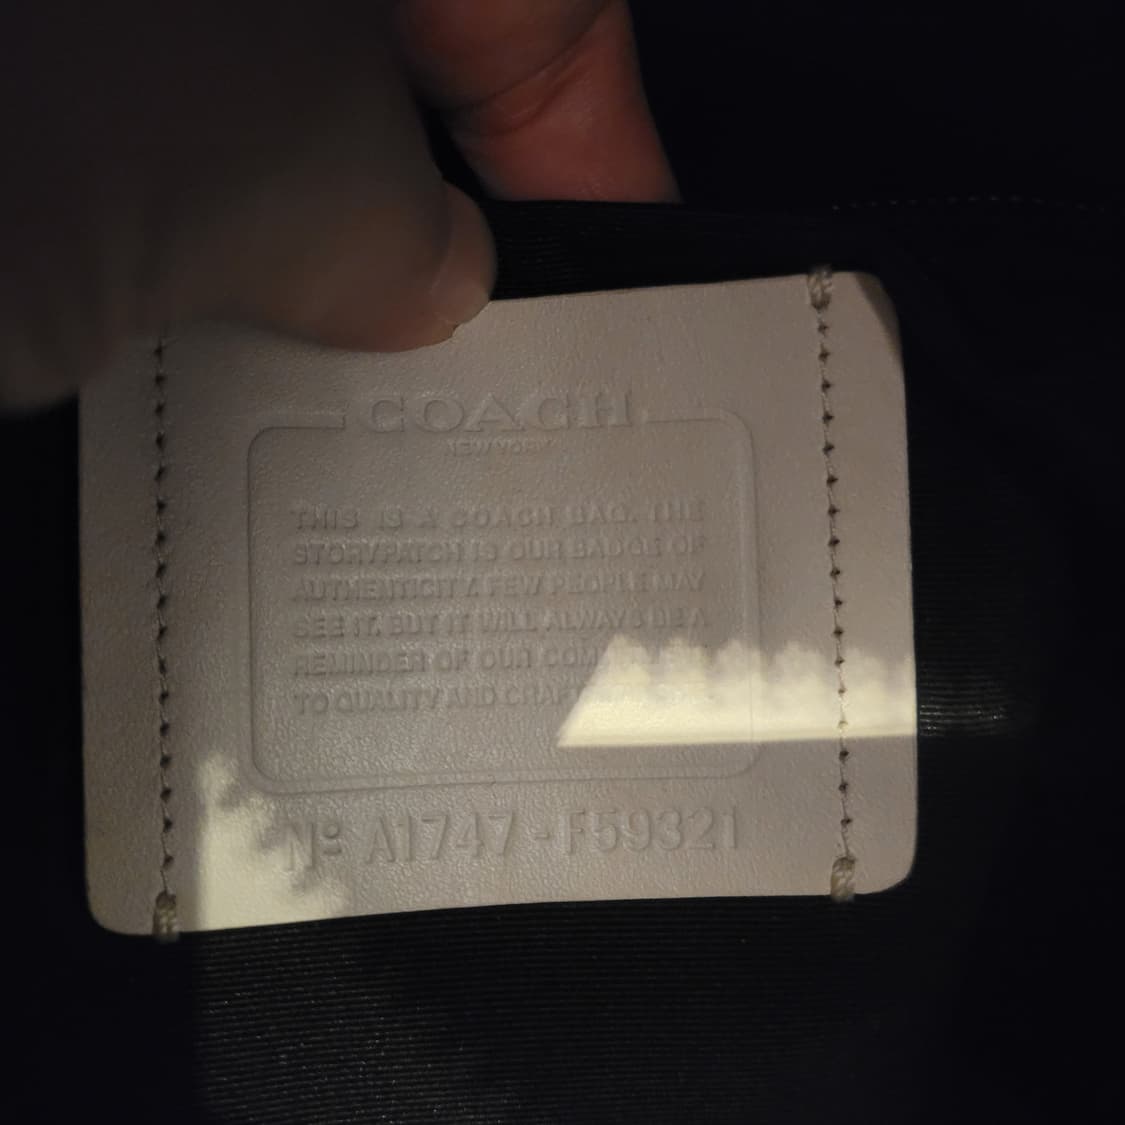 COACH
NEW YORK
THIS IS A COACH BAG. THE
STORYPATCH IS OUR BADGE OF
AUTHENTICITY. FEW PEOPLE MAY
SEE IT. BUT IT WILL ALWAYS BE A
REMINDER OF OUR
TO QUALITY AND
Nº A1747-F59321